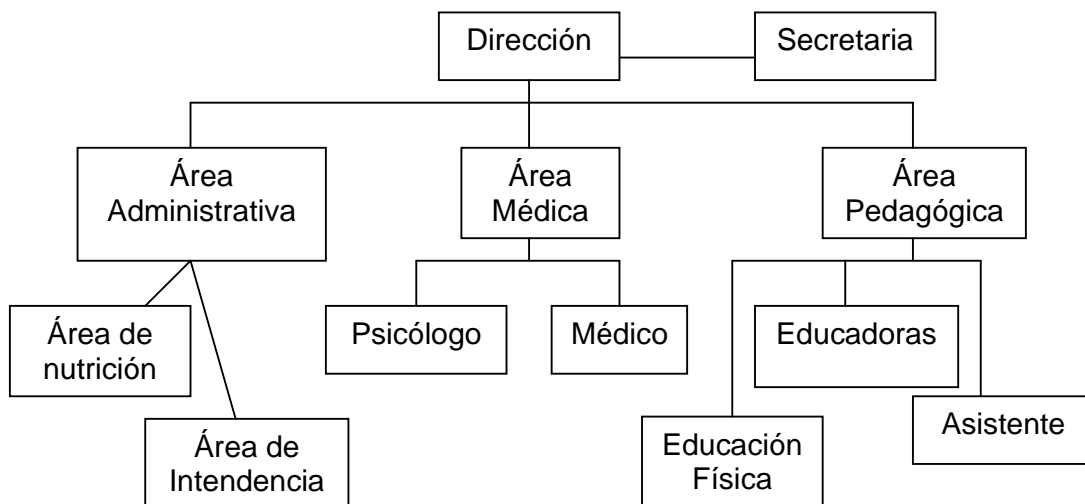 Dirección
Secretaria
Área
Administrativa
Área
Médica
Área
Pedagógica
Área de
nutrición
Psicólogo
Médico
Educadoras
Área de
Intendencia
Educación
Física
Asistente